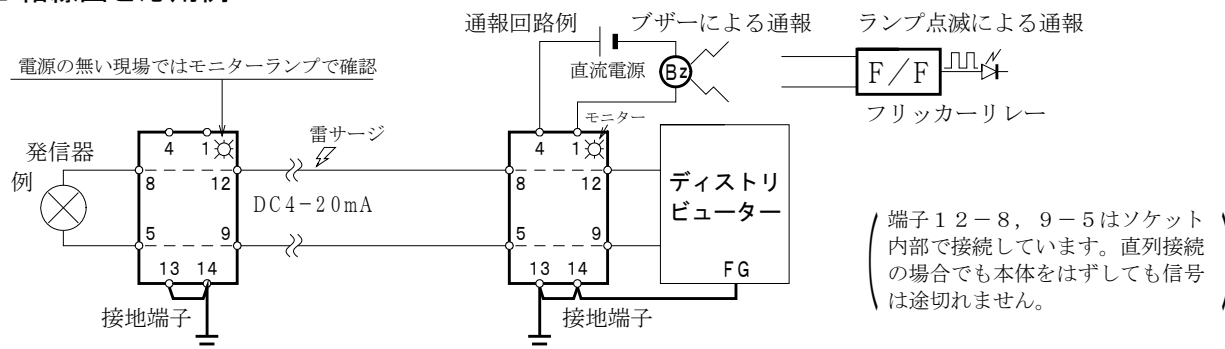 通報回路例
ブザーによる通報
ランプ点滅による通報
電源の無い現場ではモニターランプで確認
直流電源
Bz
F/F
フリッカーリレー
モニター
雷サージ
発信器
例
4 1
8 12
5 9
13 14
DC4-20mA
4 1
8 12
5 9
13 14
ディストリ
ビューター
FG
接地端子
接地端子
端子12-8,9-5はソケット
内部で接続しています。直列接続
の場合でも本体をはずしても信号
は途切れません。